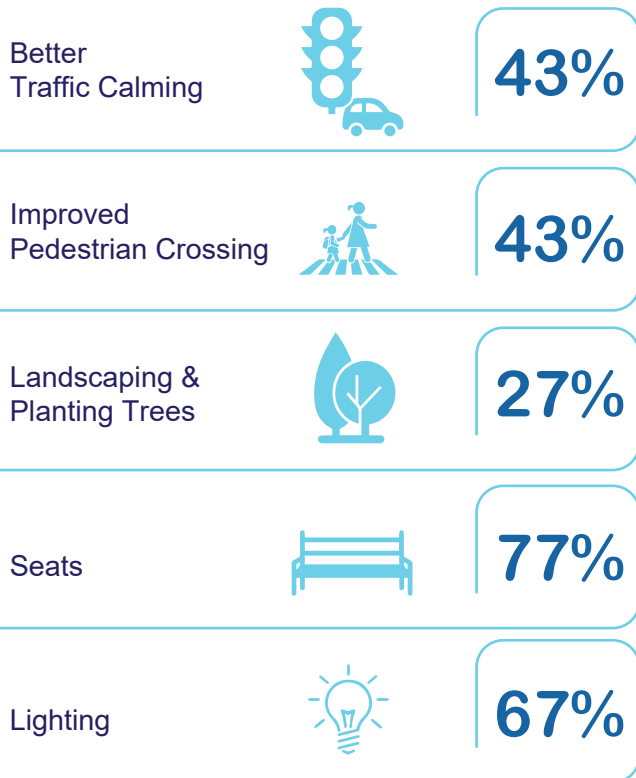 Better
Traffic Calming
43%
Improved
Pedestrian Crossing
43%
Landscaping &
Planting Trees
27%
Seats
77%
Lighting
67%